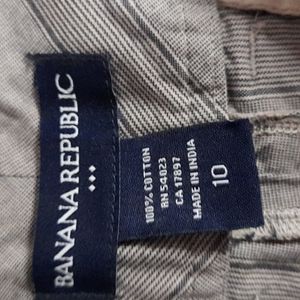 BANANA REPUBLIC
100% COTTON
RN 54023
CA 17897
MADE IN INDIA
10